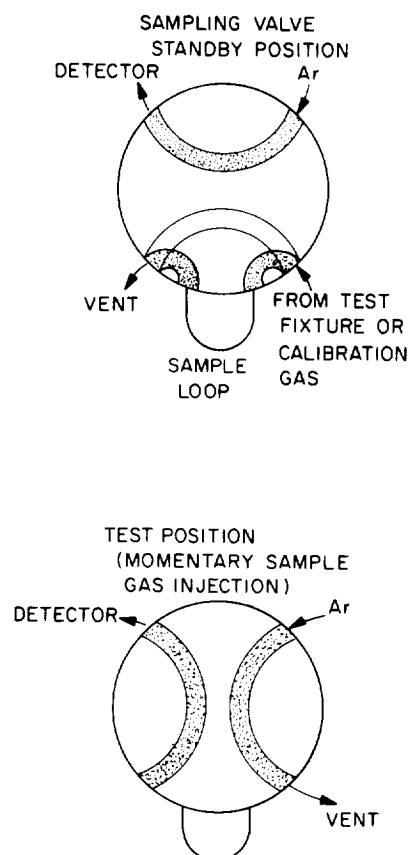 SAMPLING VALVE
STANDBY POSITION
DETECTOR
Ar
VENT
SAMPLE
LOOP
FROM TEST
FIXTURE OR
CALIBRATION
GAS
TEST POSITION
(MOMENTARY SAMPLE
GAS INJECTION)
DETECTOR
Ar
VENT